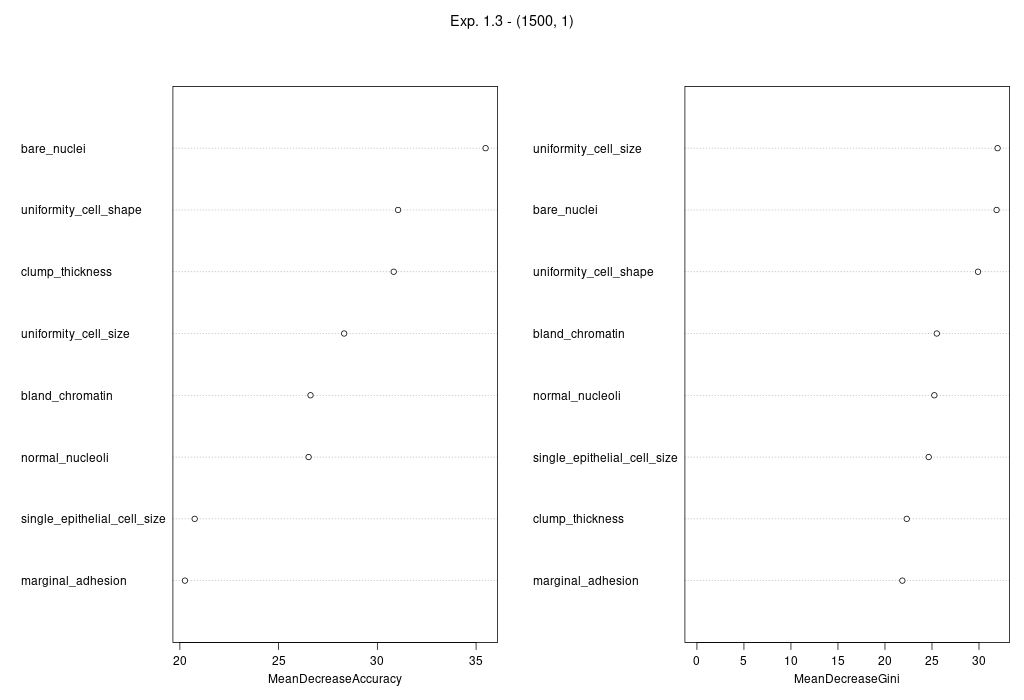 Exp. 1.3 - (1500, 1)
bare_nuclei
uniformity_cell_shape
clump_thickness
uniformity_cell_size
bland_chromatin
normal_nucleoli
single_epithelial_cell_size
marginal_adhesion
20 25 30 35
MeanDecreaseAccuracy
uniformity_cell_size
bare_nuclei
uniformity_cell_shape
bland_chromatin
normal_nucleoli
single_epithelial_cell_size
clump_thickness
marginal_adhesion
0 5 10 15 20 25 30
MeanDecreaseGini